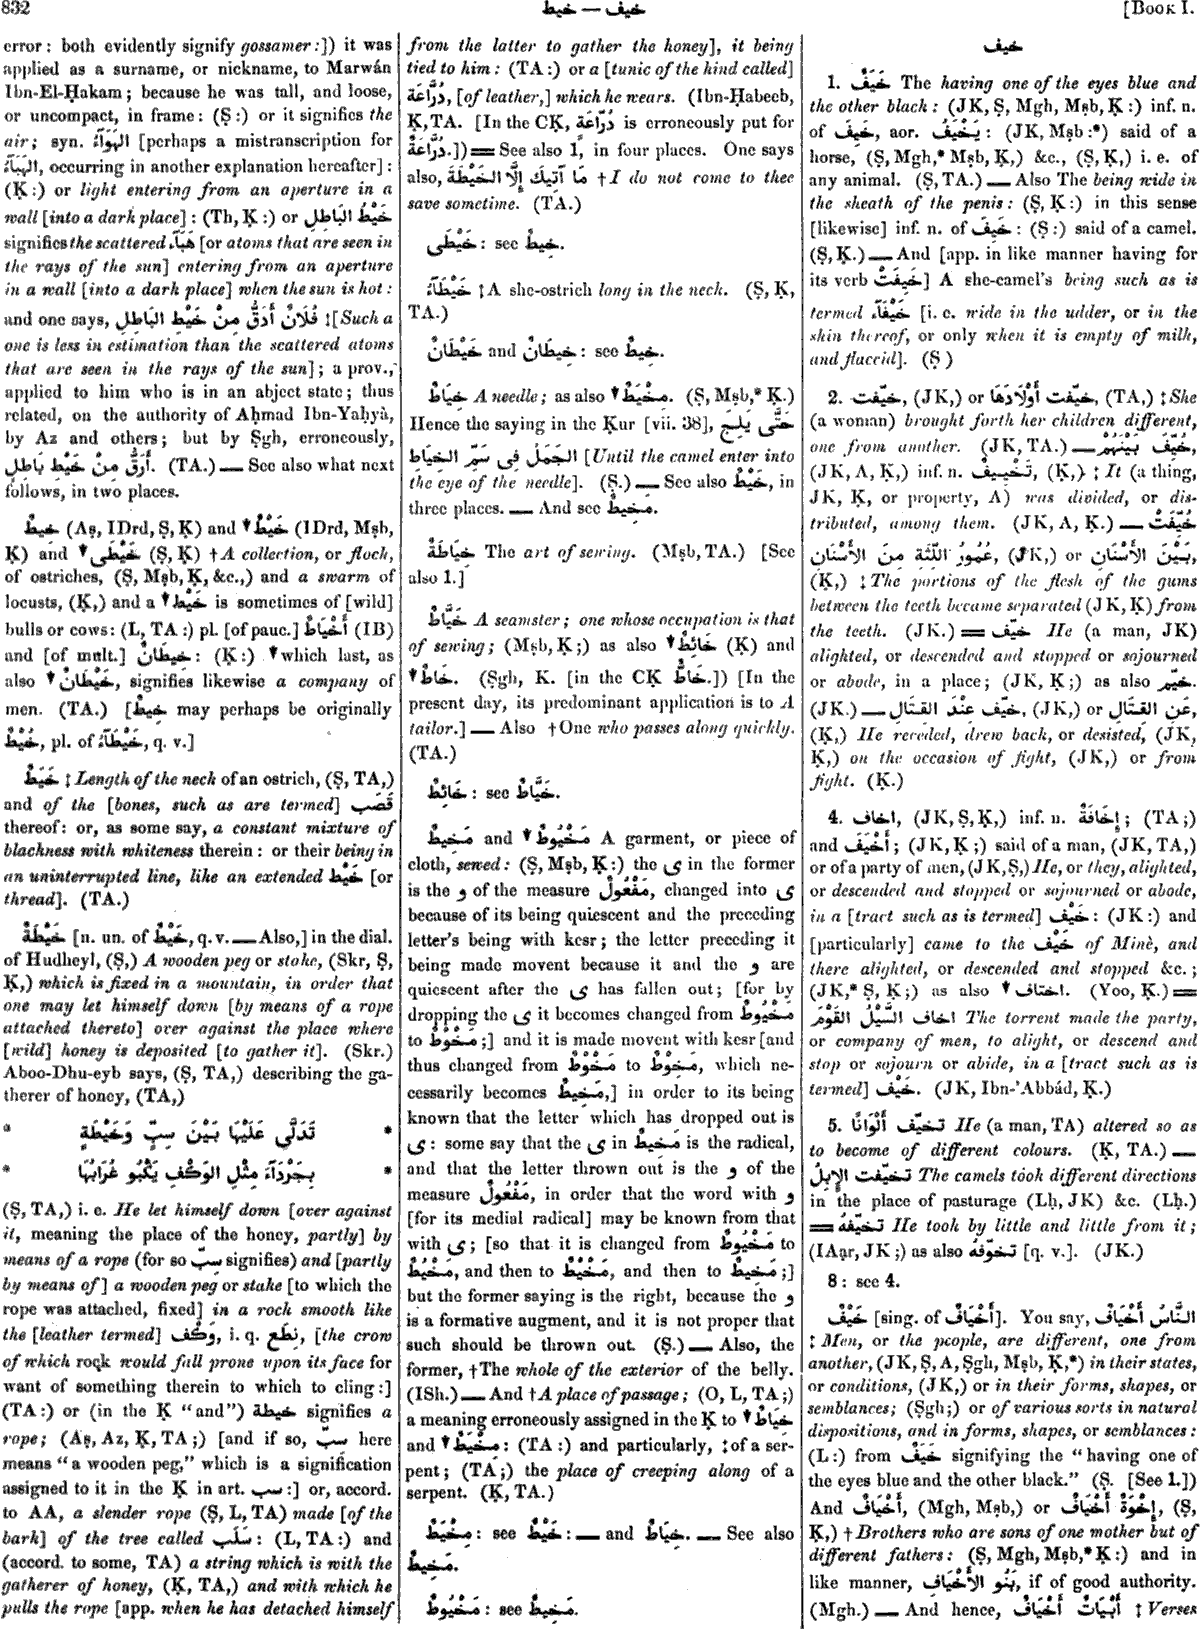 832
خيف — خيط
[BOOK I.
error: both evidently signify gossamer:]) it was
applied as a surname, or nickname, to Marwán
Ibn-El-Ḥakam; because he was tall, and loose,
or uncompact, in frame: (Ṣ:) or it signifies the
air; syn. الهَوَآءُ [perhaps a mistranscription for
الهَبَآءُ, occurring in another explanation hereafter]:
(Ḳ:) or light entering from an aperture in a
wall [into a dark place]: (Th, Ḳ:) or خَيْطُ البَاطِلِ
signifies the scattered هَبَآء [or atoms that are seen in
the rays of the sun] entering from an aperture
in a wall [into a dark place] when the sun is hot:
and one says, فُلَانٌ أَدَقُّ مِنْ خَيْطِ البَاطِلِ ‡[Such a
one is less in estimation than the scattered atoms
that are seen in the rays of the sun]; a prov.,
applied to him who is in an abject state; thus
related, on the authority of Aḥmad Ibn-Yaḥyà,
by Az and others; but by Ṣgh, erroneously,
أَرَقُّ مِنْ خَيْطِ بَاطِلٍ. (TA.) — See also what next
follows, in two places.
خِيطٌ (Aṣ, IDrd, Ṣ, Ḳ) and ▼ خَيْطٌ (IDrd, Mṣb,
Ḳ) and ▼ خَيْطَى (Ṣ, Ḳ) † A collection, or flock,
of ostriches, (Ṣ, Mṣb, Ḳ, &c.,) and a swarm of
locusts, (Ḳ,) and a ▼ خَيْط is sometimes of [wild]
bulls or cows: (L, TA:) pl. [of pauc.] أَخْيَاطٌ (IB)
and [of mult.] خِيطَانٌ: (Ḳ:) ▼ which last, as
also ▼ خَيْطَانٌ, signifies likewise a company of
men. (TA.) [خِيطٌ may perhaps be originally
خُيْطٌ, pl. of خَيْطَآءُ, q. v.]
خَيَطٌ ‡ Length of the neck of an ostrich, (Ṣ, TA,)
and of the [bones, such as are termed] قَصَب
thereof: or, as some say, a constant mixture of
blackness with whiteness therein: or their being in
an uninterrupted line, like an extended خَيْط [or
thread]. (TA.)
خَيْطَةٌ [n. un. of خَيْطٌ, q. v. — Also,] in the dial.
of Hudheyl, (Ṣ,) A wooden peg or stake, (Skr, Ṣ,
Ḳ,) which is fixed in a mountain, in order that
one may let himself down [by means of a rope
attached thereto] over against the place where
[wild] honey is deposited [to gather it]. (Skr.)
Aboo-Dhu-eyb says, (Ṣ, TA,) describing the ga-
therer of honey, (TA,)
* تَدَلَّى عَلَيْهَا بَيْنَ سِبٍّ وَخَيْطَةٍ *
* بِجَرْدَآءَ مِثْلِ الوَكْفِ يَكْبُو غُرَابُهَا *
(Ṣ, TA,) i. e. He let himself down [over against
it, meaning the place of the honey, partly] by
means of a rope (for so سِبّ signifies) and [partly
by means of] a wooden peg or stake [to which the
rope was attached, fixed] in a rock smooth like
the [leather termed] وَكْف, i. q. نِطَع, [the crow
of which rock would fall prone upon its face for
want of something therein to which to cling:]
(TA:) or (in the Ḳ "and") خيطة signifies a
rope; (Aṣ, Az, Ḳ, TA;) [and if so, سِبّ here
means "a wooden peg," which is a signification
assigned to it in the Ḳ in art. سب:] or, accord.
to AA, a slender rope (Ṣ, L, TA) made [of the
bark] of the tree called سَلَب: (L, TA:) and
(accord. to some, TA) a string which is with the
gatherer of honey, (Ḳ, TA,) and with which he
pulls the rope [app. when he has detached himself
from the latter to gather the honey], it being
tied to him: (TA:) or a [tunic of the kind called]
دُرَّاعَة, [of leather,] which he wears. (Ibn-Ḥabeeb,
Ḳ, TA. [In the CḲ, دُرّاعَةً is erroneously put for
دُرَّاعَةٌ.]) = See also 1, in four places. One says
also, مَا آتِيكَ إِلَّا الخَيْطَةَ † I do not come to thee
save sometime. (TA.)
خَيْطَى: see خِيطٌ.
خَيْطَآءُ ‡ A she-ostrich long in the neck. (Ṣ, Ḳ,
TA.)
خَيْطَانٌ and خِيطَانٌ: see خِيطٌ.
خِيَاطٌ A needle; as also ▼ مِخْيَطٌ. (Ṣ, Mṣb,* Ḳ.)
Hence the saying in the Ḳur [vii. 38], حَتَّى يَلِجَ
الجَمَلُ فِى سَمِّ الخِيَاطِ [Until the camel enter into
the eye of the needle]. (Ṣ.) — See also خَيْطٌ, in
three places. — And see مَخِيطٌ.
خِيَاطَةٌ The art of sewing. (Mṣb, TA.) [See
also 1.]
خَيَّاطٌ A seamster; one whose occupation is that
of sewing; (Mṣb, Ḳ;) as also ▼ خَائِطٌ (Ḳ) and
▼ خَاطٌ. (Ṣgh, Ḳ. [in the CḲ خَاطٌّ.]) [In the
present day, its predominant application is to A
tailor.] — Also † One who passes along quickly.
(TA.)
خَائِطٌ: see خَيَّاطٌ.
مَخِيطٌ and ▼ مَخْيُوطٌ A garment, or piece of
cloth, sewed: (Ṣ, Mṣb, Ḳ:) the ى in the former
is the و of the measure مَفْعُولٌ, changed into ى
because of its being quiescent and the preceding
letter's being with kesr; the letter preceding it
being made movent because it and the و are
quiescent after the ى has fallen out; [for by
dropping the ى it becomes changed from مَخْيُوطٌ
to مَخْوْطٌ;] and it is made movent with kesr [and
thus changed from مَخْوْطٌ to مَخِوْطٌ, which ne-
cessarily becomes مَخِيطٌ,] in order to its being
known that the letter which has dropped out is
ى: some say that the ى in مَخِيطٌ is the radical,
and that the letter thrown out is the و of the
measure مَفْعُولٌ, in order that the word with و
[for its medial radical] may be known from that
with ى; [so that it is changed from مَخْيُوطٌ to
مَخْيُطٌ, and then to مَخُيْطٌ, and then to مَخِيطٌ;]
but the former saying is the right, because the و
is a formative augment, and it is not proper that
such should be thrown out. (Ṣ.) — Also, the
former, † The whole of the exterior of the belly.
(ISh.) — And † A place of passage; (O, L, TA;)
a meaning erroneously assigned in the Ḳ to ▼ خِيَاطٌ
and ▼ مِخْيَطٌ: (TA:) and particularly, ‡ of a ser-
pent; (TA;) the place of creeping along of a
serpent. (Ḳ, TA.)
مِخْيَطٌ: see خَيْطٌ: — and خِيَاطٌ. — See also
مَخِيطٌ.
مَخْيُوطٌ: see مَخِيطٌ.
خيف
1. خَيَفٌ The having one of the eyes blue and
the other black: (JK, Ṣ, Mgh, Mṣb, Ḳ:) inf. n.
of خَيِفَ, aor. يَخْيَفُ: (JK, Mṣb:*) said of a
horse, (Ṣ, Mgh,* Mṣb, Ḳ,) &c., (Ṣ, Ḳ,) i. e. of
any animal. (Ṣ, TA.) — Also The being wide in
the sheath of the penis: (Ṣ, Ḳ:) in this sense
[likewise] inf. n. of خَيِفَ: (Ṣ:) said of a camel.
(Ṣ, Ḳ.) — And [app. in like manner having for
its verb خَيِفَتْ] A she-camel's being such as is
termed خَيْفَآء [i. e. wide in the udder, or in the
skin thereof, or only when it is empty of milk,
and flaccid]. (Ṣ)
2. خيّفت, (JK,) or خيّفت أَوْلَادَهَا, (TA,) ‡ She
(a woman) brought forth her children different,
one from another. (JK, TA.) — خُيِّفَ بَيْنَهُمْ,
(JK, A, Ḳ,) inf. n. تَخْيِيفٌ, (Ḳ,) ‡ It (a thing,
JK, Ḳ, or property, A) was divided, or dis-
tributed, among them. (JK, A, Ḳ.) — خُيِّفَتْ
عُمُورُ اللِّثَةِ مِنَ الأَسْنَانِ, (JK,) or بَيْنَ الأَسْنَانِ,
(Ḳ,) ‡ The portions of the flesh of the gums
between the teeth became separated (JK, Ḳ) from
the teeth. (JK.) = خيّف He (a man, JK)
alighted, or descended and stopped or sojourned
or abode, in a place; (JK, Ḳ;) as also خيّم.
(JK.) — خيّف عِنْدَ القِتَالِ, (JK,) or عَنِ القِتَالِ,
(Ḳ,) He receded, drew back, or desisted, (JK,
Ḳ,) on the occasion of fight, (JK,) or from
fight. (Ḳ.)
4. اخاف, (JK, Ṣ, Ḳ,) inf. n. إِخَافَةٌ; (TA;)
and أَخْيَفَ; (JK, Ḳ;) said of a man, (JK, TA,)
or of a party of men, (JK, Ṣ,) He, or they, alighted,
or descended and stopped or sojourned or abode,
in a [tract such as is termed] خَيْف: (JK:) and
[particularly] came to the خَيْف of Minè, and
there alighted, or descended and stopped &c.;
(JK,* Ṣ, Ḳ;) as also ▼ اختاف. (Yoo, Ḳ.) =
اخاف السَّيْلُ القَوْمَ The torrent made the party,
or company of men, to alight, or descend and
stop or sojourn or abide, in a [tract such as is
termed] خَيْف. (JK, Ibn-'Abbád, Ḳ.)
5. تخيّف أَلْوَانًا He (a man, TA) altered so as
to become of different colours. (Ḳ, TA.) —
تخيّفت الإِبِلُ The camels took different directions
in the place of pasturage (Lḥ, JK) &c. (Lḥ.)
= تخيّفهُ He took by little and little from it;
(IAạr, JK;) as also تخوّفهُ [q. v.]. (JK.)
8: see 4.
خَيْفٌ [sing. of أَخْيَافٌ]. You say, النَّاسُ أَخْيَافٌ
‡ Men, or the people, are different, one from
another, (JK, Ṣ, A, Ṣgh, Mṣb, Ḳ,*) in their states,
or conditions, (JK,) or in their forms, shapes, or
semblances; (Ṣgh;) or of various sorts in natural
dispositions, and in forms, shapes, or semblances:
(L:) from خَيَفٌ signifying the "having one of
the eyes blue and the other black." (Ṣ. [See 1.])
And أَخْيَافٌ, (Mgh, Mṣb,) or إِخْوَةٌ أَخْيَافٌ, (Ṣ,
Ḳ,) † Brothers who are sons of one mother but of
different fathers: (Ṣ, Mgh, Mṣb,* Ḳ:) and in
like manner, بَنُو الأَخْيَافِ, if of good authority.
(Mgh.) — And hence, أَبْيَاتٌ أَخْيَافٌ ‡ Verses